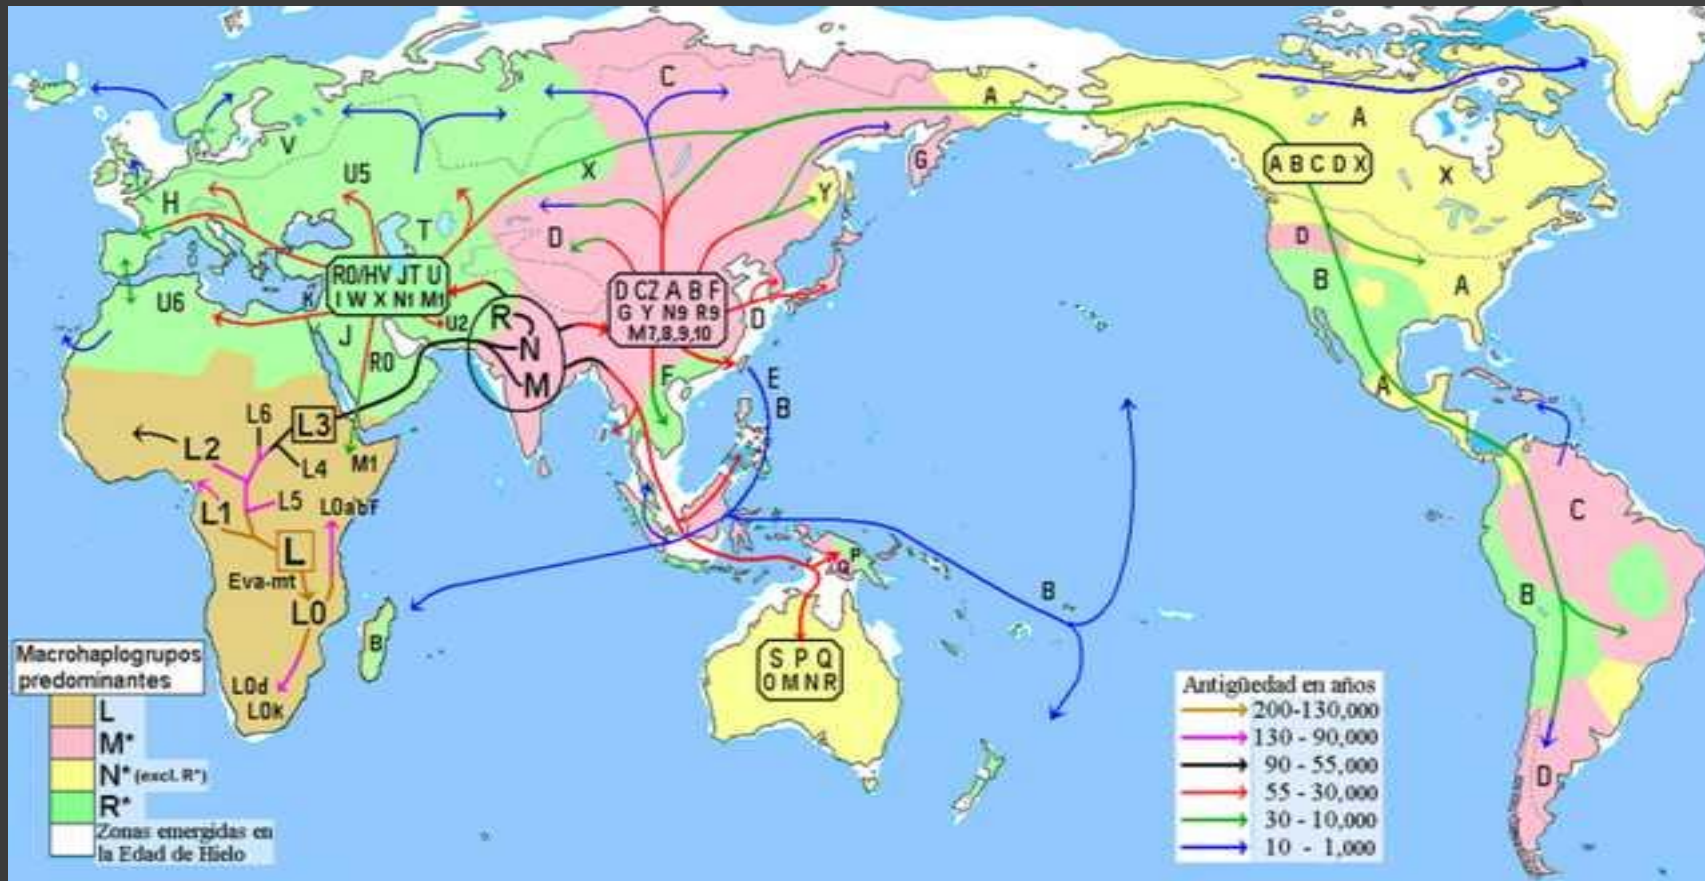 C
A
A
V
G
A B C D X
X
U5
X
Y
H
T
D
D
R0/HV JT U
I W X N1 M1
D CZ A B F
G Y N9 R9
M7,8,9,10
B
A
K
U6
U2
R
N
M
D
J
R0
F
E
B
A
L6
L3
L2
L4
M1
L5
L0abf
L1
C
L
Eva-mt
P
Q
L0
B
B
B
S P Q
O M N R
L0d
L0k
D
Macrohaplogrupos
predominantes
L
M*
N* (excl. R*)
R*
Zonas emergidas en
la Edad de Hielo
Antigüedad en años
200-130,000
130 - 90,000
90 - 55,000
55 - 30,000
30 - 10,000
10 - 1,000